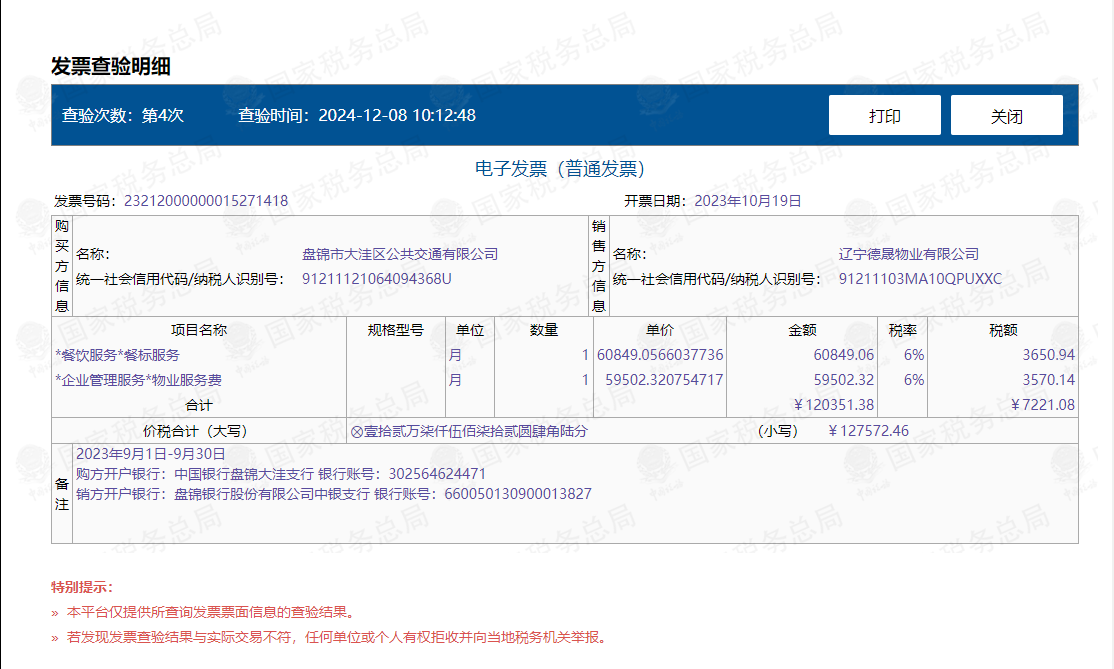 发票查验明细
查验次数：第4次 查验时间：2024-12-08 10:12:48 打印 关闭
电子发票（普通发票）
发票号码：23212000000015271418 开票日期：2023年10月19日
购买方信息 名称： 盘锦市大洼区公共交通有限公司
统一社会信用代码/纳税人识别号： 91211121064094368U
销售方信息 名称： 辽宁德晟物业有限公司
统一社会信用代码/纳税人识别号： 91211103MA10QPUXXC
项目名称 规格型号 单位 数量 单价 金额 税率 税额
*餐饮服务*餐标服务 月 1 60849.0566037736 60849.06 6% 3650.94
*企业管理服务*物业服务费 月 1 59502.320754717 59502.32 6% 3570.14
合计 ￥120351.38 ￥7221.08
价税合计（大写） ⊗壹拾贰万柒仟伍佰柒拾贰圆肆角陆分 （小写） ￥127572.46
备注 2023年9月1日-9月30日
购方开户银行：中国银行盘锦大洼支行 银行账号：302564624471
销方开户银行：盘锦银行股份有限公司中银支行 银行账号：660050130900013827
特别提示：
» 本平台仅提供所查询发票票面信息的查验结果。
» 若发现发票查验结果与实际交易不符，任何单位或个人有权拒收并向当地税务机关举报。
国家税务总局